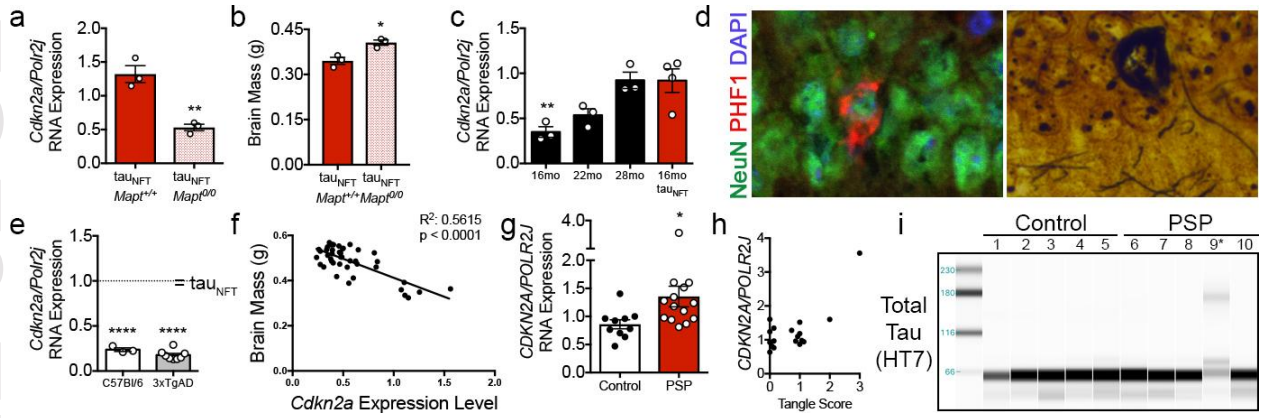 a
Cdkn2a/Polr2j
RNA Expression
2.0
1.5
1.0
0.5
0.0
**
tauNFT
Mapt+/+
tauNFT
Mapt0/0
b
Brain Mass (g)
0.45
0.30
0.15
0.00
*
tauNFT
Mapt+/+
tauNFT
Mapt0/0
c
Cdkn2a/Polr2j
RNA Expression
1.5
1.0
0.5
0.0
**
16mo
22mo
28mo
16mo
tauNFT
d
NeuN PHF1 DAPI
e
Cdkn2a/Polr2j
RNA Expression
1.5
1.0
0.5
0.0
= tauNFT
****
****
C57Bl/6
3xTgAD
f
Brain Mass (g)
0.6
0.4
0.2
0.0
R2: 0.5615
p < 0.0001
0.0 0.5 1.0 1.5 2.0
Cdkn2a Expression Level
g
CDKN2A/POLR2J
RNA Expression
4.0
3.0
2.0
1.5
1.0
0.5
0.0
*
Control
PSP
h
CDKN2A/POLR2J
4
3
2
1
0
0 1 2 3
Tangle Score
i
Control PSP
1 2 3 4 5 6 7 8 9* 10
Total
Tau
(HT7)
230
180
116
66